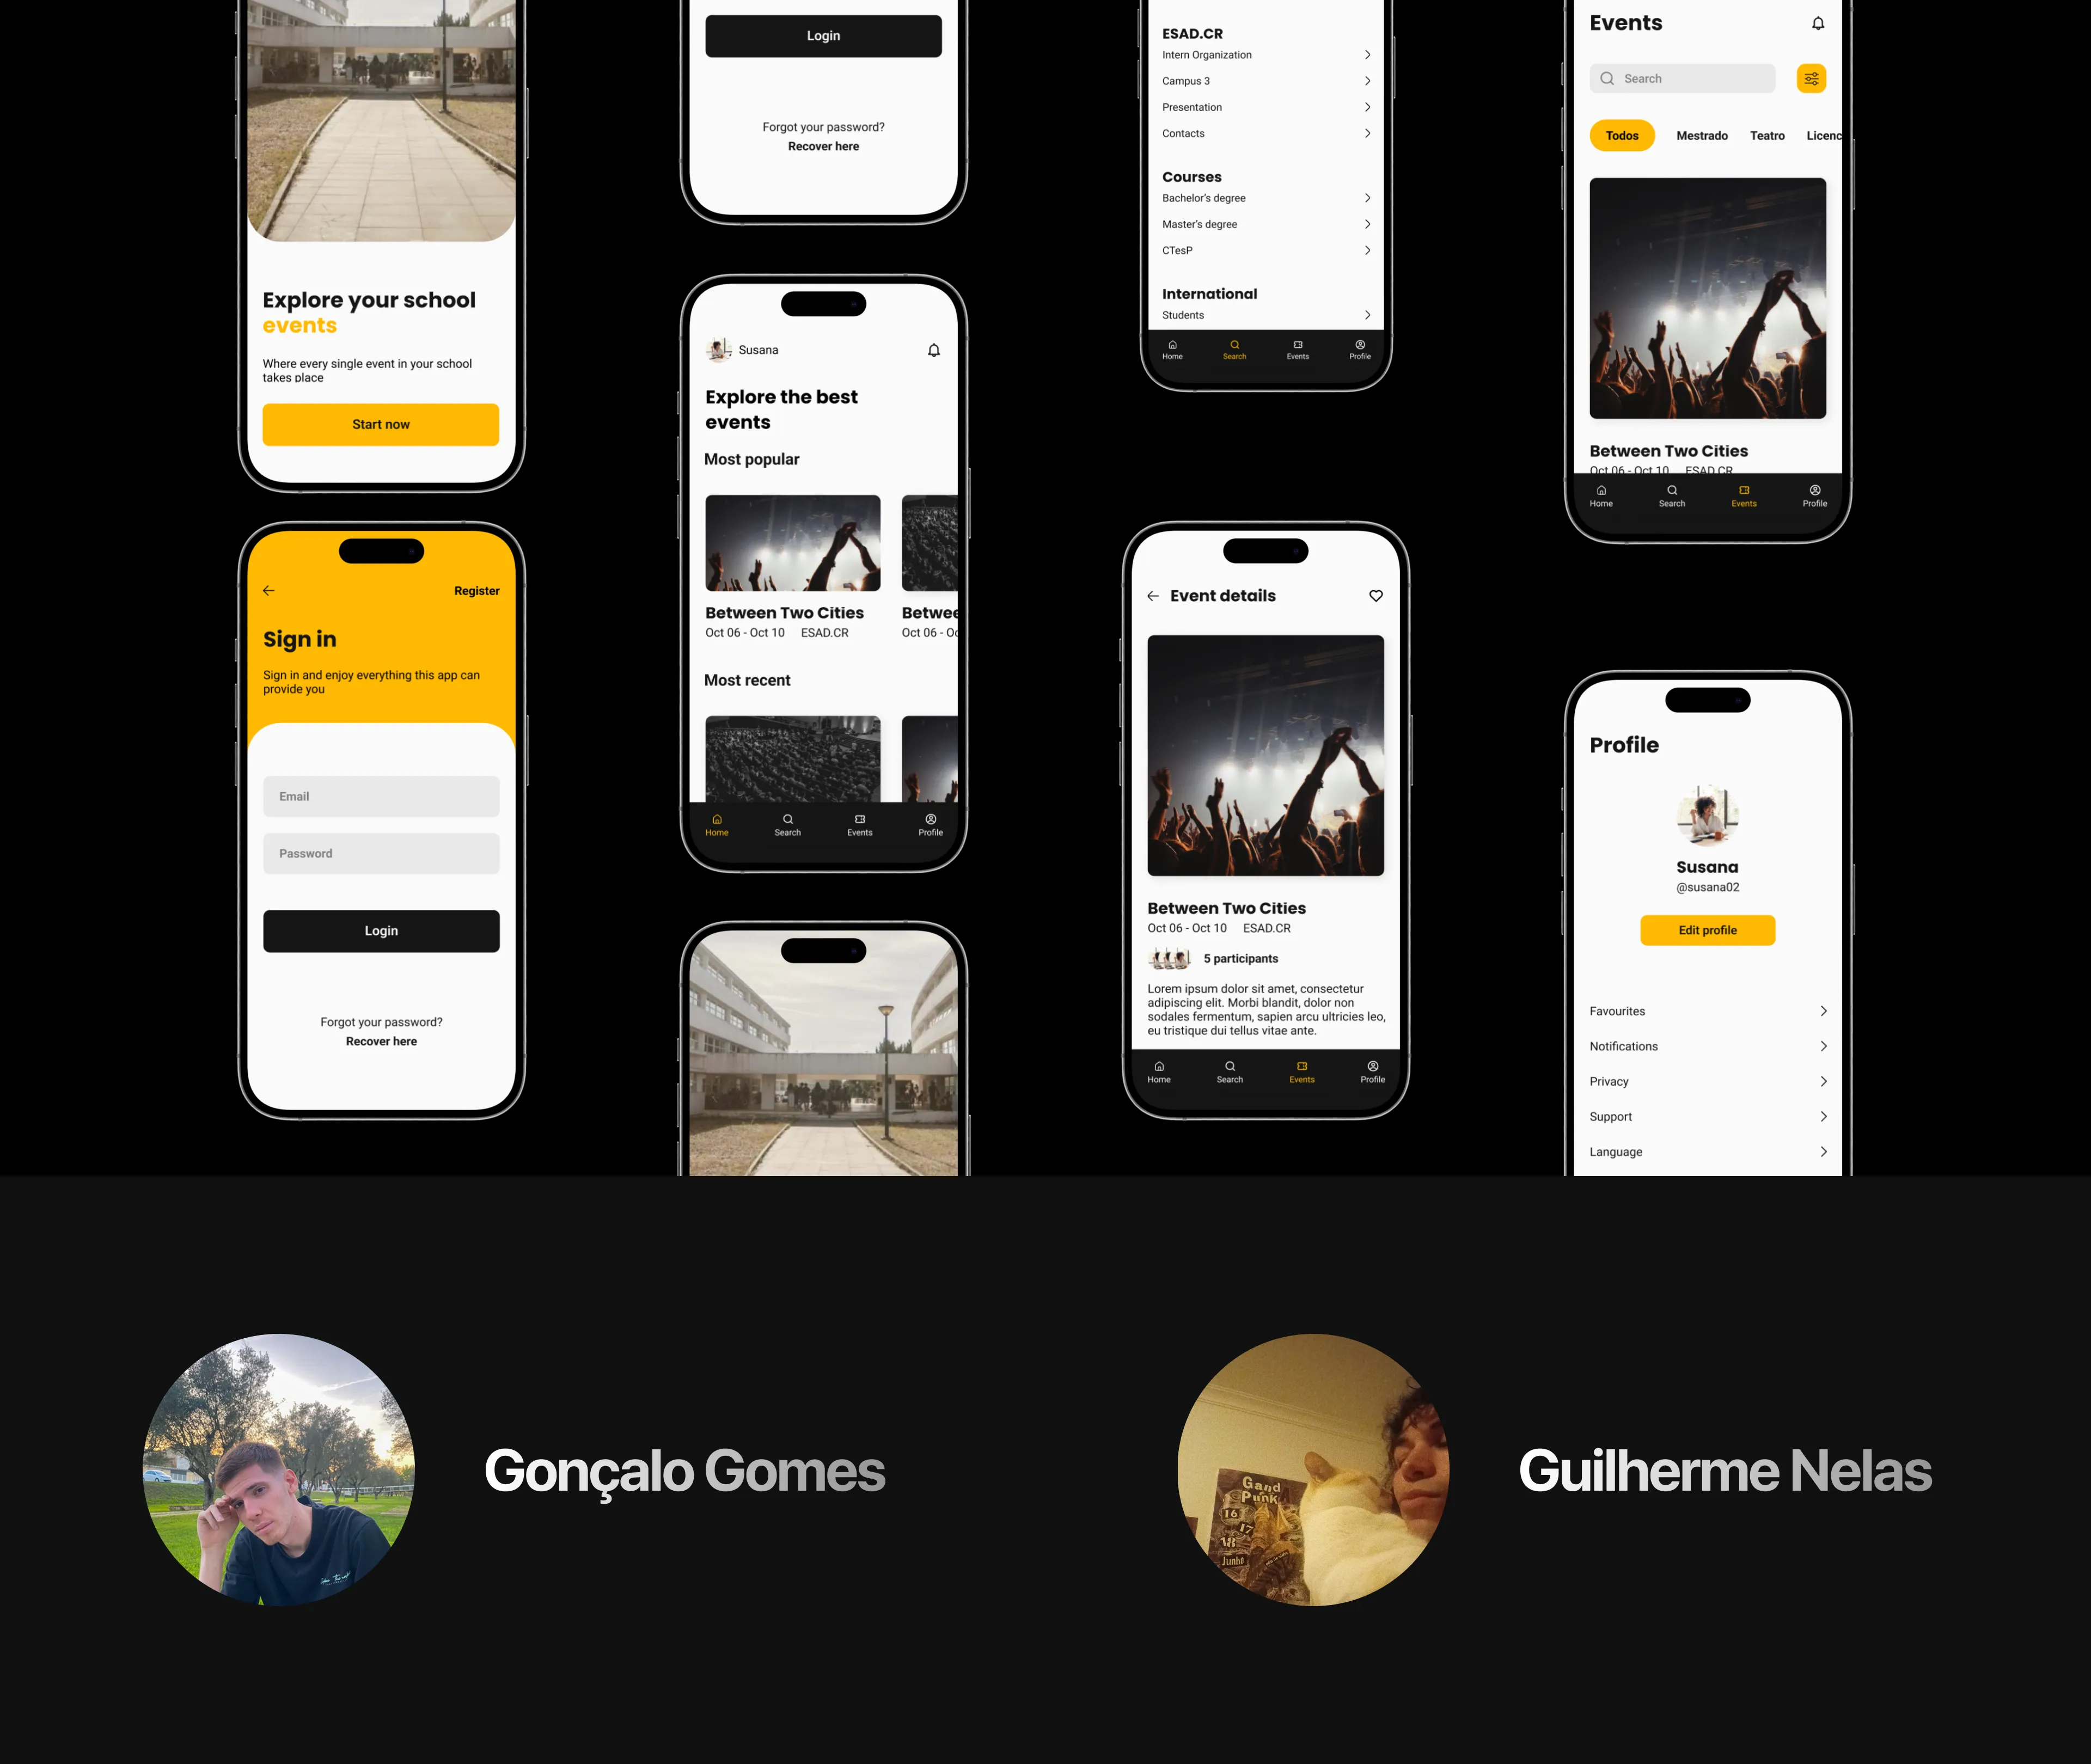 Explore your school
events
Where every single event in your school
takes place
Start now
Register
Sign in
Sign in and enjoy everything this app can
provide you
Email
Password
Login
Forgot your password?
Recover here
Login
Forgot your password?
Recover here
Susana
Explore the best
events
Most popular
Between Two Cities
Betwee
Oct 06 - Oct 10 ESAD.CR
Oct 06 - Oc
Most recent
Home Search Events Profile
ESAD.CR
Intern Organization
Campus 3
Presentation
Contacts
Courses
Bachelor's degree
Master's degree
CTesP
International
Students
Home Search Events Profile
Event details
Between Two Cities
Oct 06 - Oct 10 ESAD.CR
5 participants
Lorem ipsum dolor sit amet, consectetur
adipiscing elit. Morbi blandit, dolor non
sodales fermentum, sapien arcu ultricies leo,
eu tristique dui tellus vitae ante.
Home Search Events Profile
Events
Search
Todos Mestrado Teatro Licenc
Between Two Cities
Oct 06 - Oct 10 ESAD.CR
Home Search Events Profile
Profile
Susana
@susana02
Edit profile
Favourites
Notifications
Privacy
Support
Language
Gonçalo Gomes
Gand
Punk
16
17
18
Junho
Guilherme Nelas